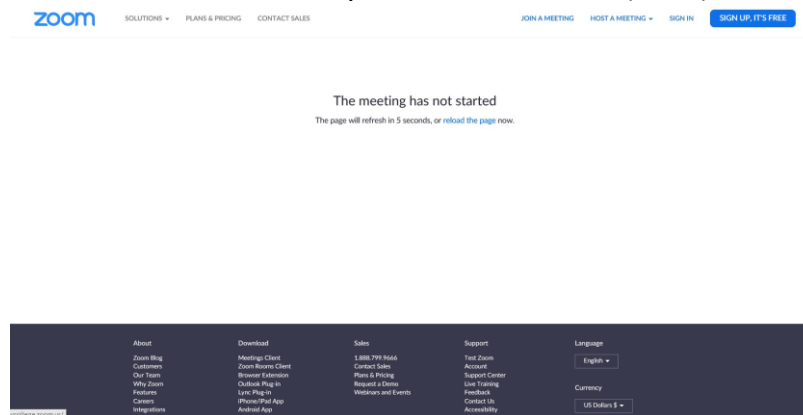 zoom SOLUTIONS PLANS & PRICING CONTACT SALES JOIN A MEETING HOST A MEETING SIGN IN SIGN UP, IT'S FREE
The meeting has not started
The page will refresh in 5 seconds, or reload the page now.
About Download Sales Support Language
Zoom Blog Meetings Client 1.888.799.9666 Test Zoom English
Customers Zoom Rooms Client Contact Sales Account
Our Team Browser Extension Plans & Pricing Support Center
Why Zoom Outlook Plug-in Request a Demo Live Training Currency
Features Lync Plug-in Webinars and Events Feedback
Careers iPhone/iPad App Contact Us US Dollars $
Integrations Android App Accessibility